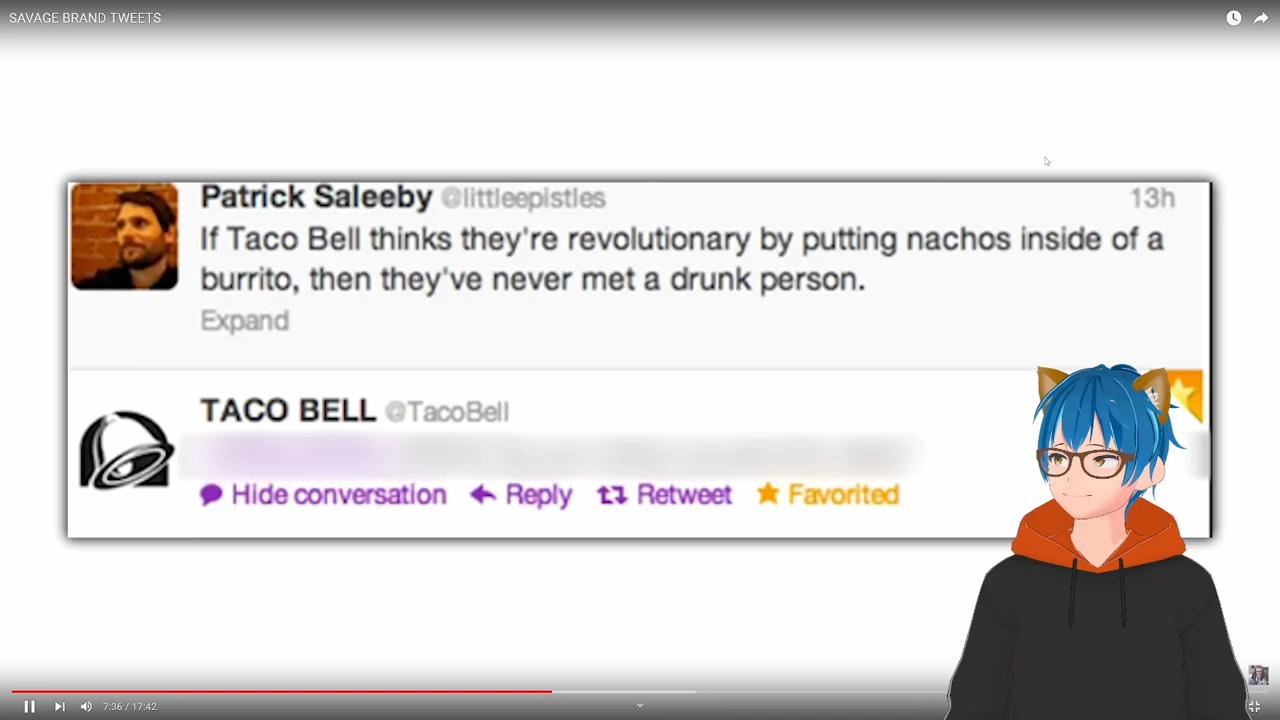 SAVAGE BRAND TWEETS
Patrick Saleeby @littleepistles 13h
If Taco Bell thinks they're revolutionary by putting nachos inside of a
burrito, then they've never met a drunk person.
Expand
TACO BELL @TacoBell
Hide conversation Reply Retweet Favorited
7:36 / 17:42